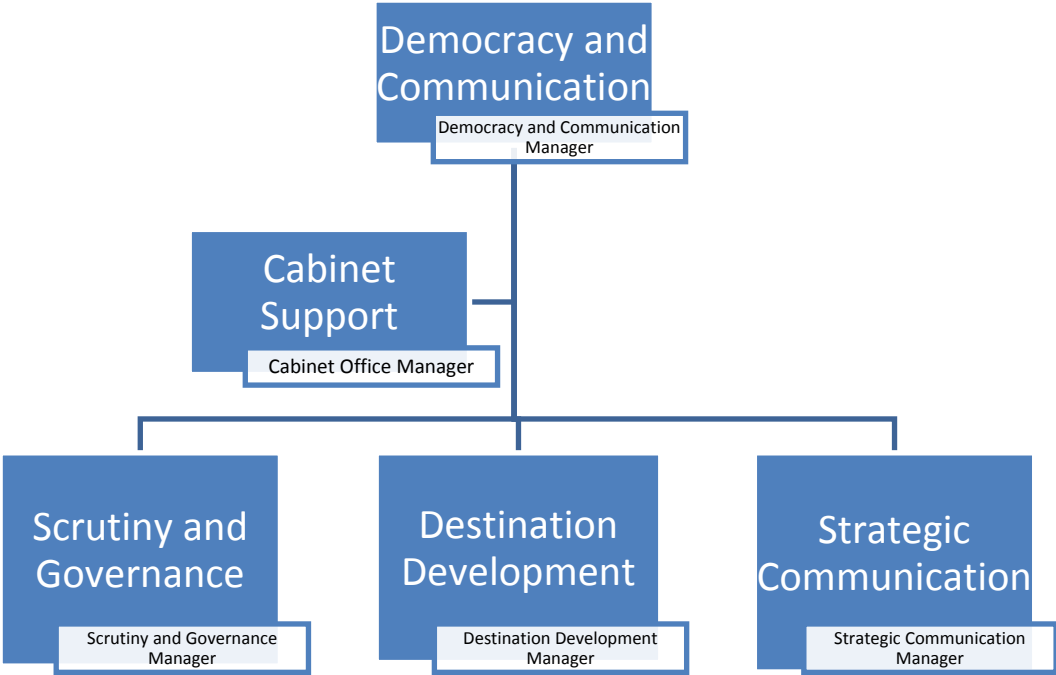 Democracy and
Communication
Democracy and Communication
Manager
Cabinet
Support
Cabinet Office Manager
Scrutiny and
Governance
Scrutiny and Governance
Manager
Destination
Development
Destination Development
Manager
Strategic
Communication
Strategic Communication
Manager